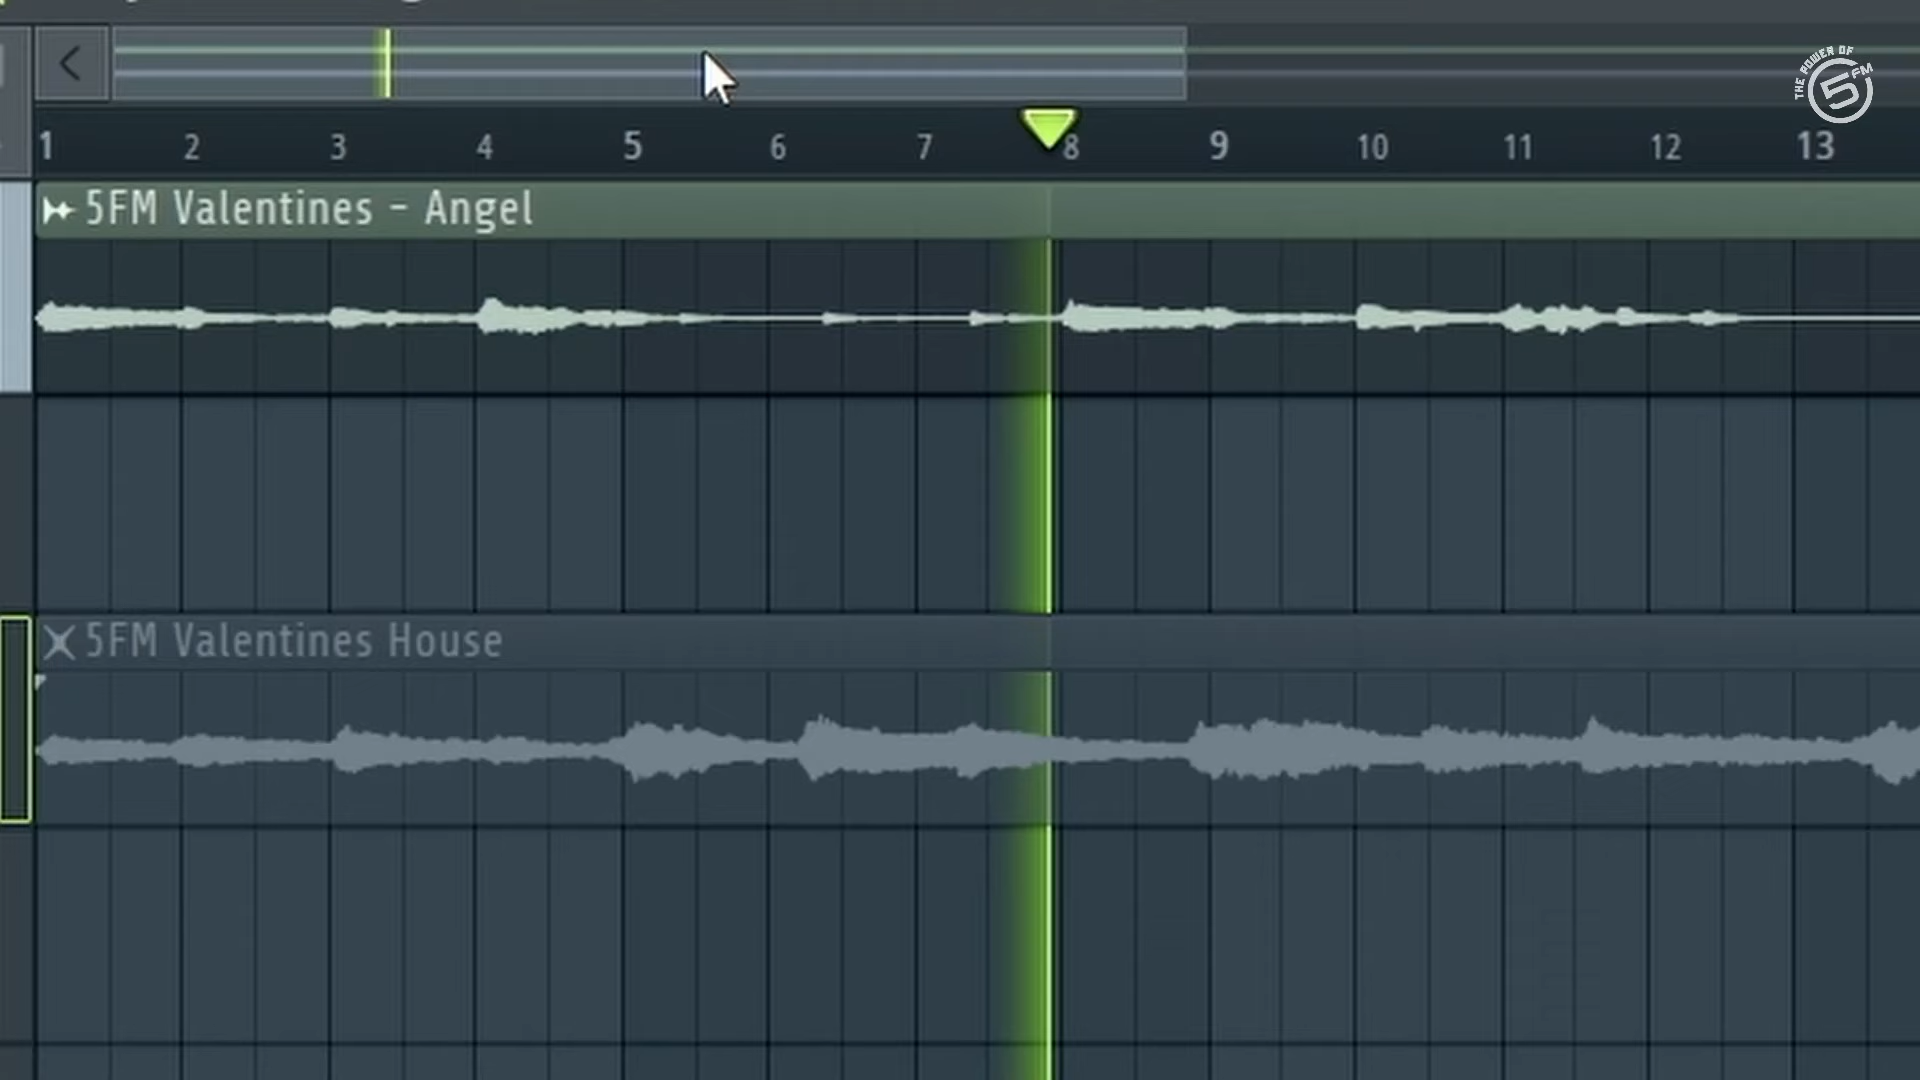 THE POWER OF
5FM
1 2 3 4 5 6 7 8 9 10 11 12 13
5FM Valentines - Angel
5FM Valentines House